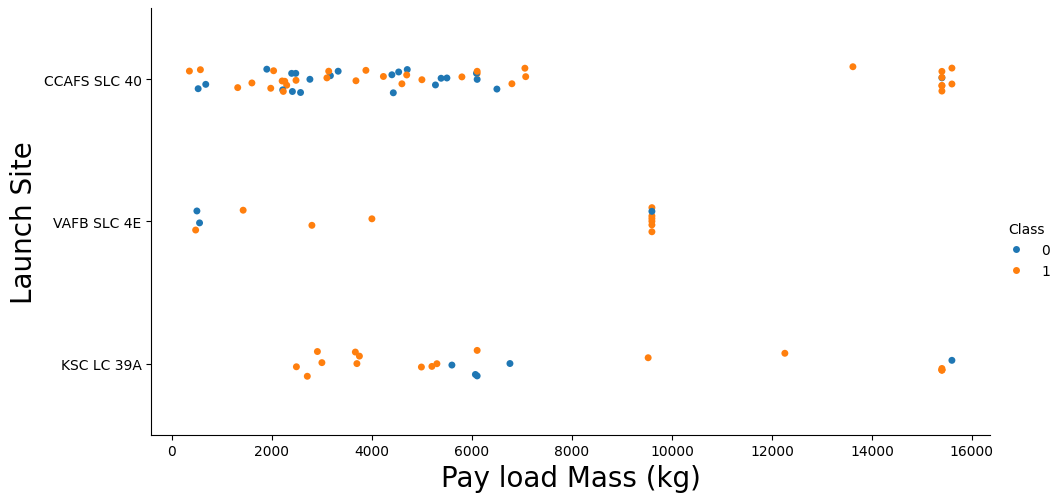 CCAFS SLC 40
VAFB SLC 4E
KSC LC 39A
Launch Site
0 2000 4000 6000 8000 10000 12000 14000 16000
Pay load Mass (kg)
Class
0
1